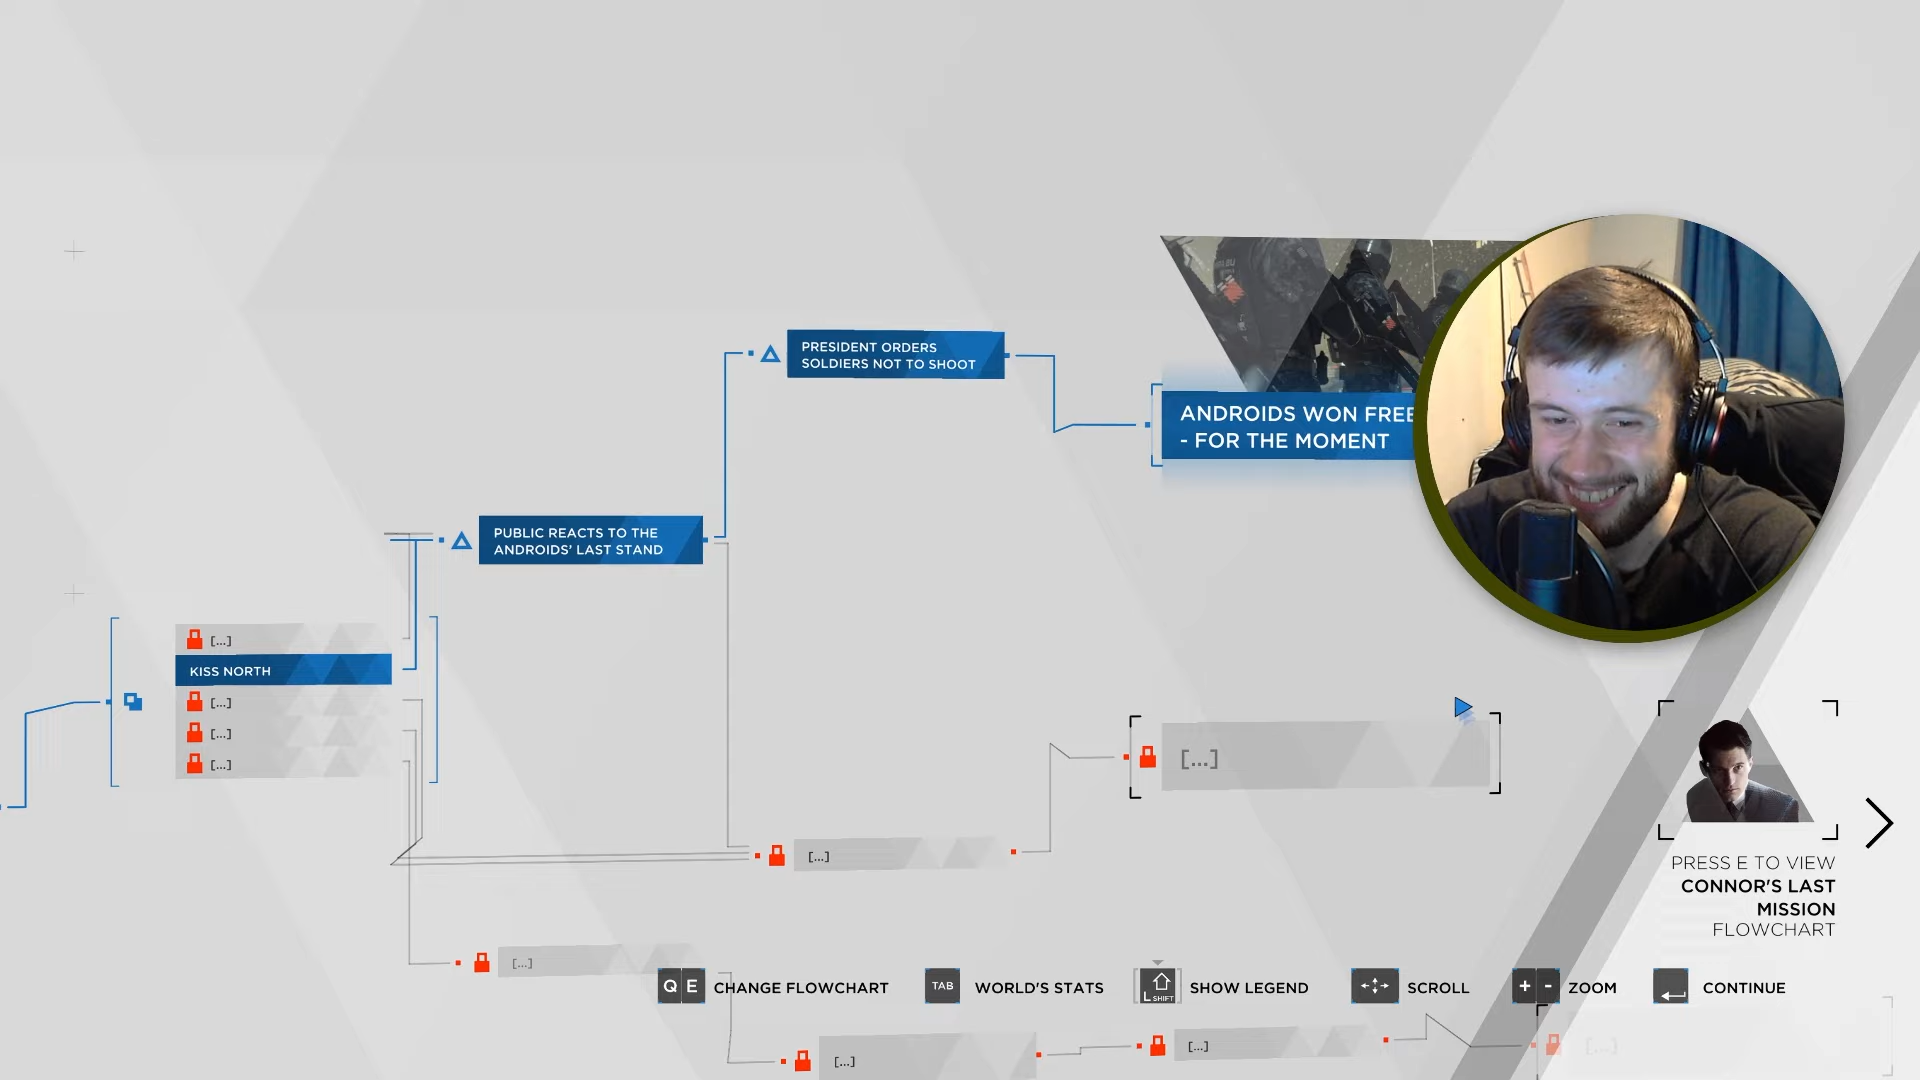 PRESIDENT ORDERS
SOLDIERS NOT TO SHOOT
ANDROIDS WON FREE
- FOR THE MOMENT
PUBLIC REACTS TO THE
ANDROIDS' LAST STAND
[...]
KISS NORTH
[...]
[...]
[...]
[...]
[...]
[...]
[...]
[...]
[...]
PRESS E TO VIEW
CONNOR'S LAST
MISSION
FLOWCHART
Q E CHANGE FLOWCHART
TAB WORLD'S STATS
L SHIFT SHOW LEGEND
SCROLL
+ - ZOOM
CONTINUE